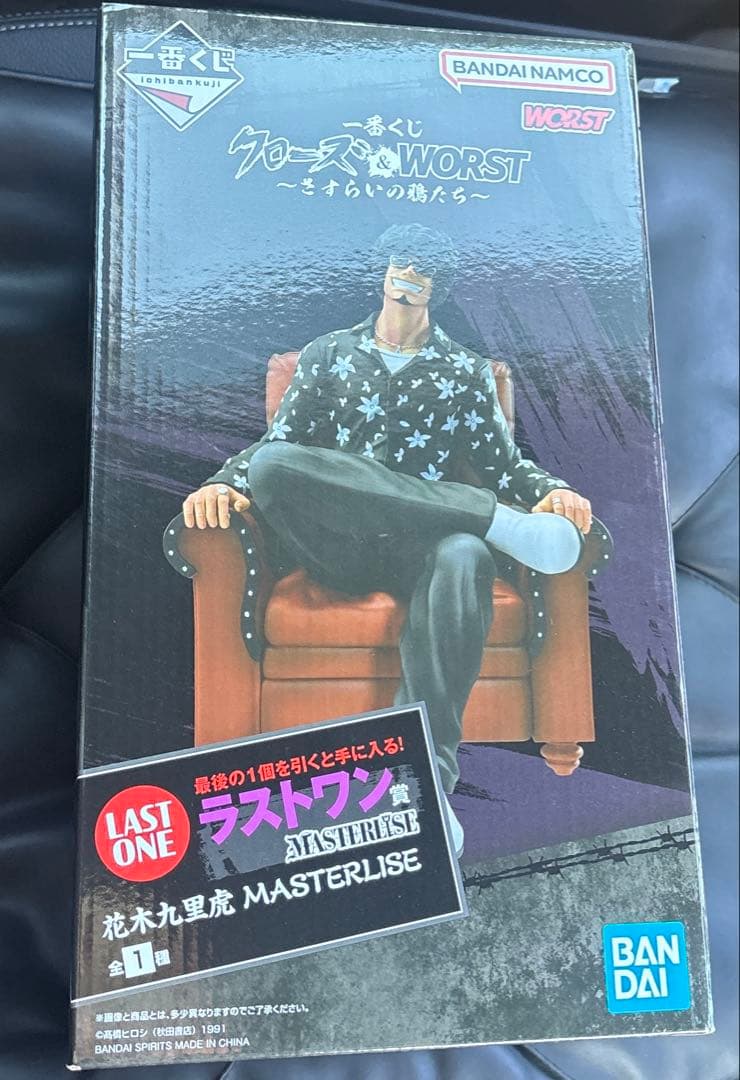 一番くじ
ichibankuji
BANDAI NAMCO
WORST
一番くじ
クローズ&WORST
〜さすらいの鴉たち〜
最後の1個を引くと手に入る!
LAST ONE
ラストワン賞
MASTERLISE
花木九里虎 MASTERLISE
全1種
BANDAI
※画像と商品とは、多少異なりますのでご了承ください。
©髙橋ヒロシ（秋田書店）1991
BANDAI SPIRITS MADE IN CHINA